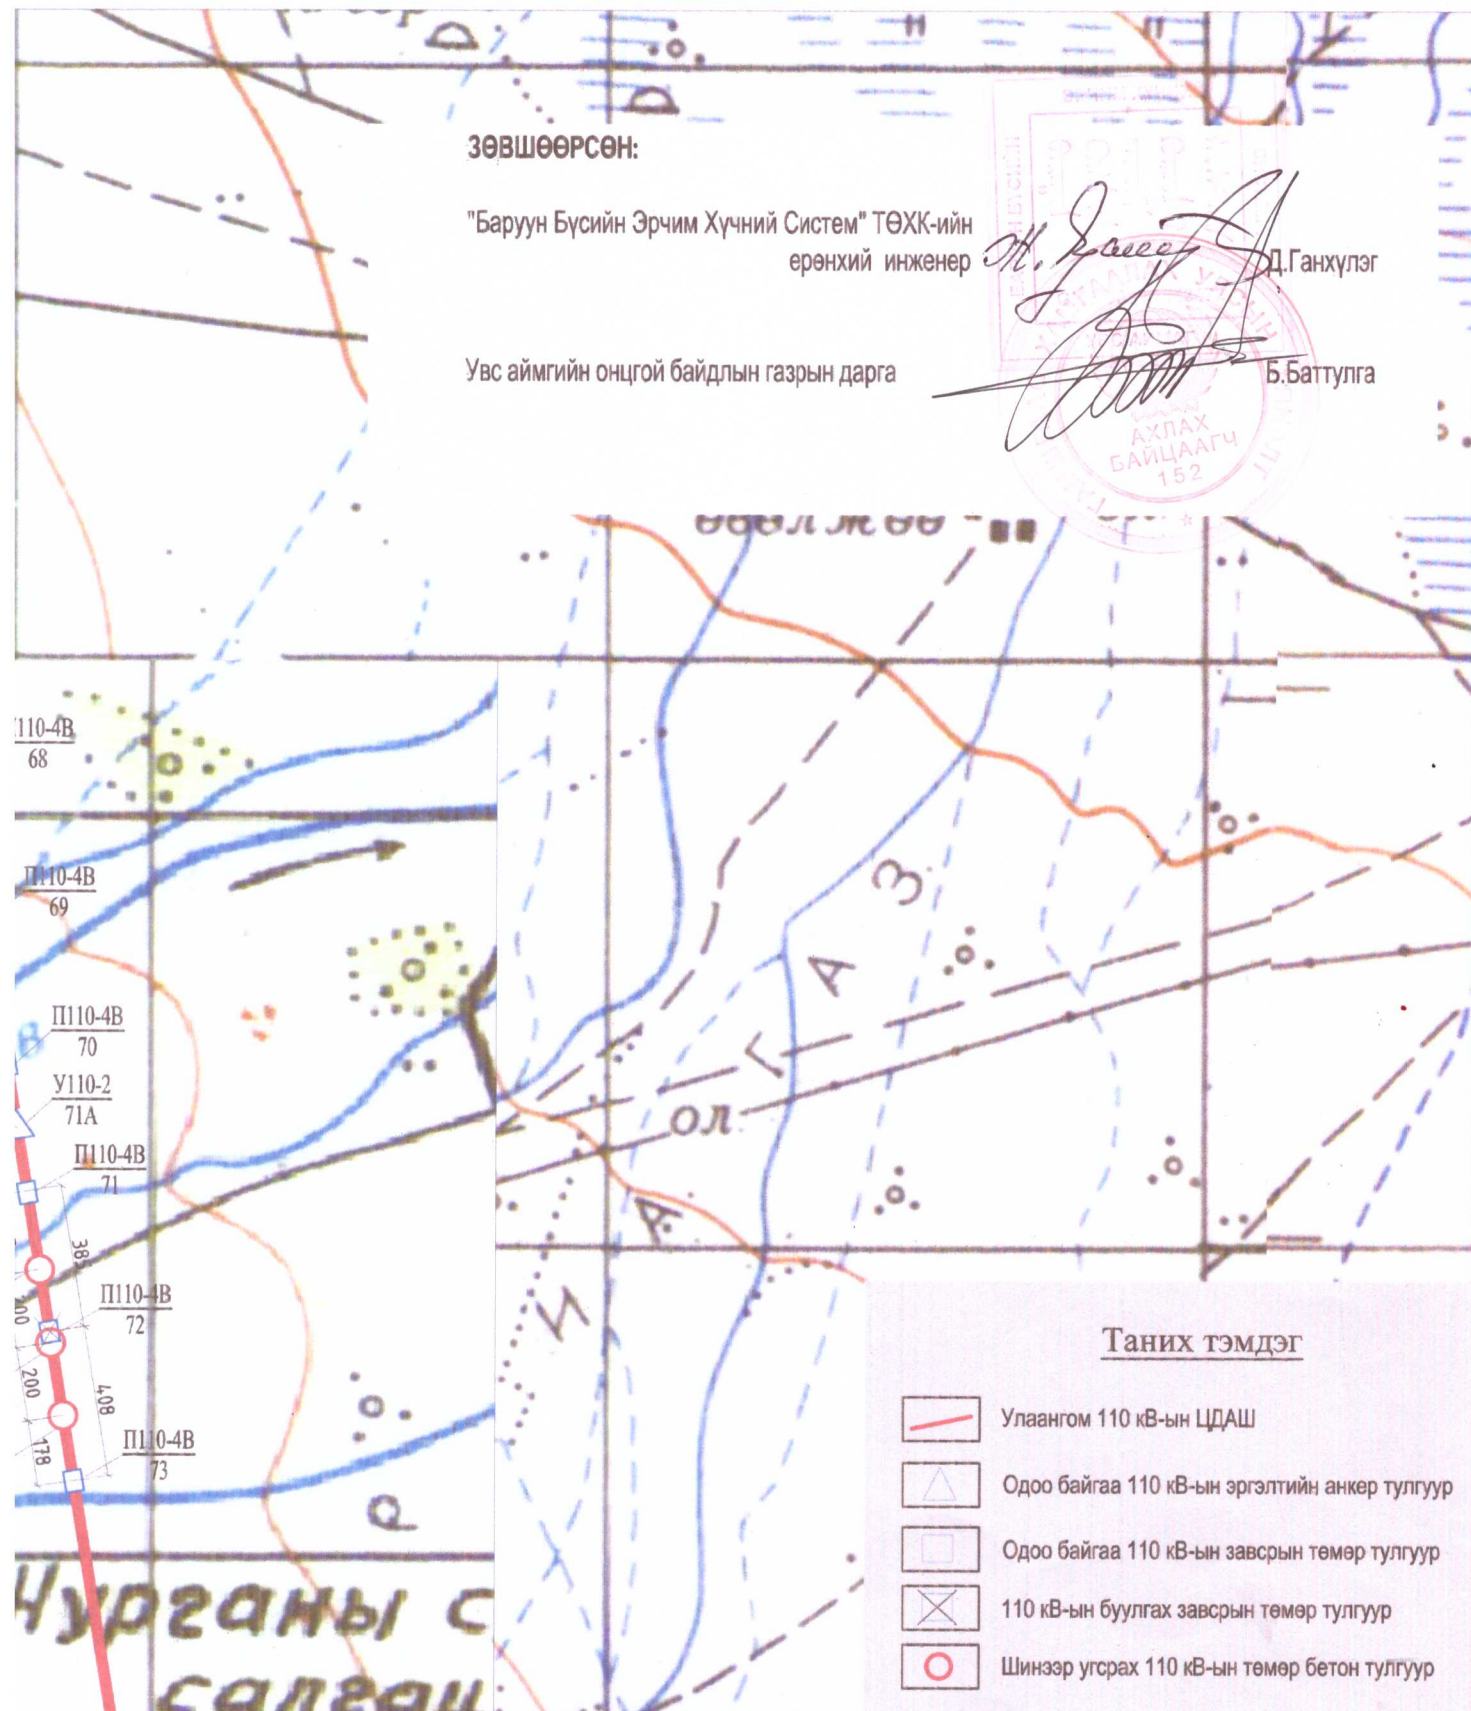 ЗӨВШӨӨРСӨН:
"Баруун Бүсийн Эрчим Хүчний Систем" ТӨХК-ийн
ерөнхий инженер
Д.Ганхүлэг
Увс аймгийн онцгой байдлын газрын дарга
Б.Баттулга
АХЛАХ
БАЙЦААГЧ
152
110-4В
68
П110-4В
69
П110-4В
70
У110-2
71А
П110-4В
71
385
П110-4В
72
200
408
178
П110-4В
73
З
А
Г
ол
А
И
Р
Таних тэмдэг
Улаангом 110 кВ-ын ЦДАШ
Одоо байгаа 110 кВ-ын эргэлтийн анкер тулгуур
Одоо байгаа 110 кВ-ын завсрын төмөр тулгуур
110 кВ-ын буулгах завсрын төмөр тулгуур
Шинээр угсрах 110 кВ-ын төмөр бетон тулгуур